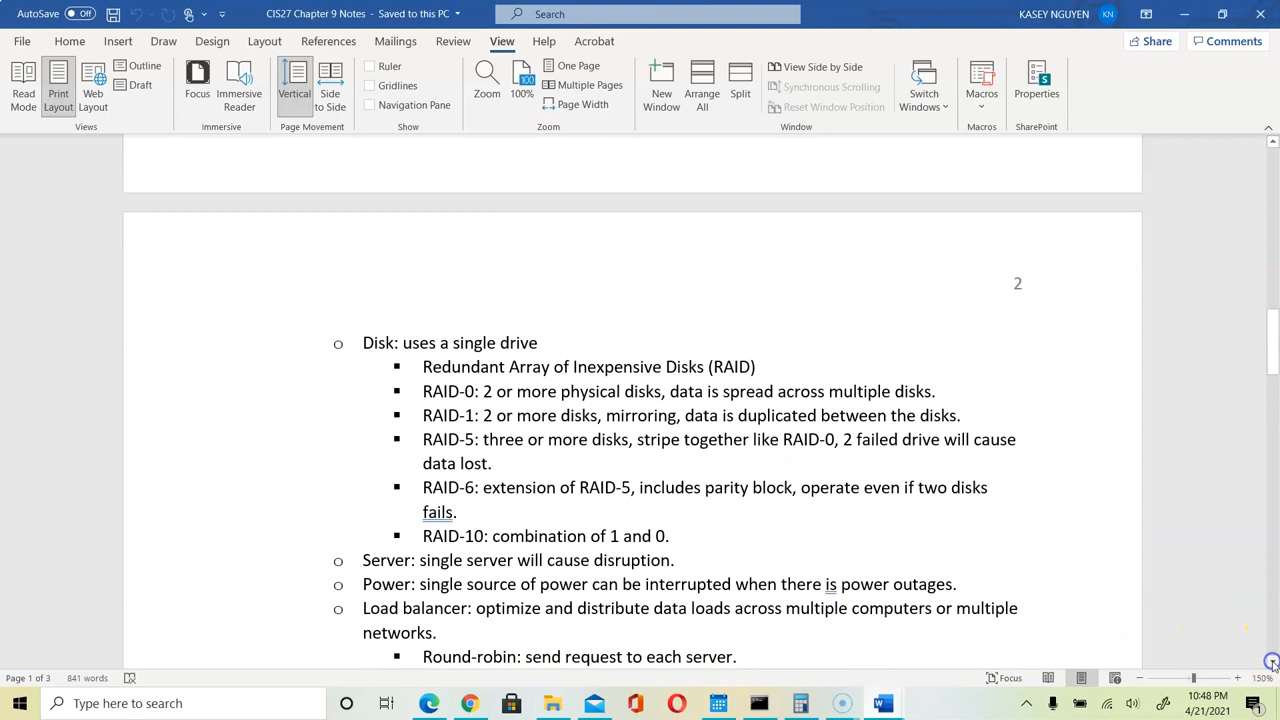 AutoSave Off CIS27 Chapter 9 Notes Search KASEY NGUYEN KN
File Home Insert Draw Design Layout References Mailings Review View Help Acrobat Share Comments
Read Mode Print Layout Web Layout Outline Draft Views
Focus Immersive Reader Immersive
Vertical Side to Side Page Movement
Ruler Gridlines Navigation Pane Show
Zoom 100 100% One Page Multiple Pages Page Width Zoom
New Window Arrange All Split View Side by Side Synchronous Scrolling Reset Window Position Switch Windows Window
Macros Macros
Properties SharePoint
2
o Disk: uses a single drive
▪ Redundant Array of Inexpensive Disks (RAID)
▪ RAID-0: 2 or more physical disks, data is spread across multiple disks.
▪ RAID-1: 2 or more disks, mirroring, data is duplicated between the disks.
▪ RAID-5: three or more disks, stripe together like RAID-0, 2 failed drive will cause
data lost.
▪ RAID-6: extension of RAID-5, includes parity block, operate even if two disks
fails.
▪ RAID-10: combination of 1 and 0.
o Server: single server will cause disruption.
o Power: single source of power can be interrupted when there is power outages.
o Load balancer: optimize and distribute data loads across multiple computers or multiple
networks.
▪ Round-robin: send request to each server.
Page 1 of 3 841 words Focus 150%
Type here to search 10:48 PM
4/21/2021 1